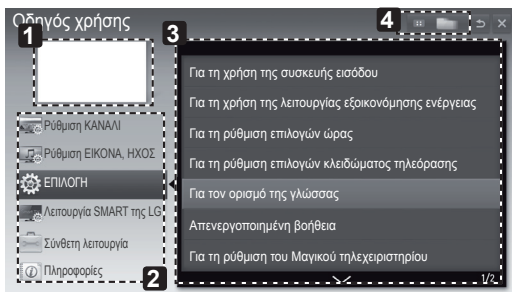 Οδηγός χρήσης
1
2
3
4
Ρύθμιση ΚΑΝΑΛΙ
Ρύθμιση ΕΙΚΟΝΑ, ΗΧΟΣ
ΕΠΙΛΟΓΗ
Λειτουργία SMART της LG
Σύνθετη λειτουργία
Πληροφορίες
Για τη χρήση της συσκευής εισόδου
Για τη χρήση της λειτουργίας εξοικονόμησης ενέργειας
Για τη ρύθμιση επιλογών ώρας
Για τη ρύθμιση επιλογών κλειδώματος τηλεόρασης
Για τον ορισμό της γλώσσας
Απενεργοποιημένη βοήθεια
Για τη ρύθμιση του Μαγικού τηλεχειριστηρίου
1/2